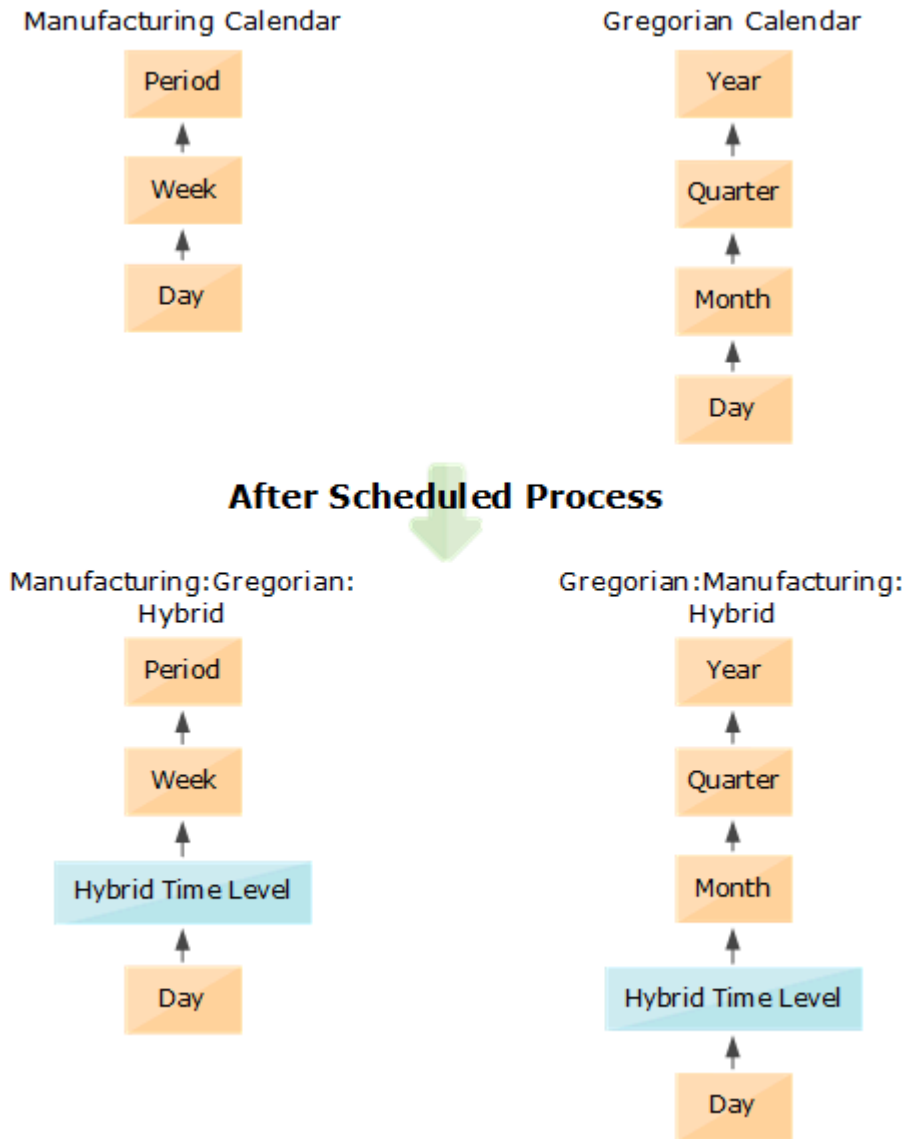 Manufacturing Calendar
Period
Week
Day
Gregorian Calendar
Year
Quarter
Month
Day
After Scheduled Process
Manufacturing:Gregorian:
Hybrid
Period
Week
Hybrid Time Level
Day
Gregorian:Manufacturing:
Hybrid
Year
Quarter
Month
Hybrid Time Level
Day